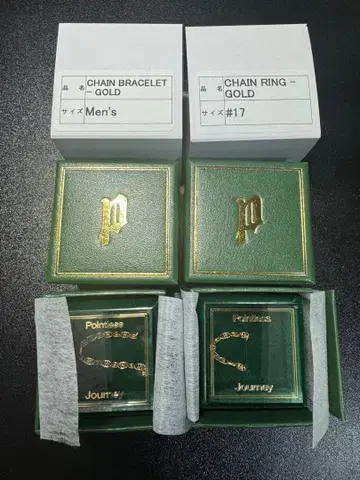 品 名 CHAIN BRACELET
- GOLD
サイズ Men's
品 名 CHAIN RING -
GOLD
サイズ #17
p
p
Pointless
Journey
Pointless
Journey